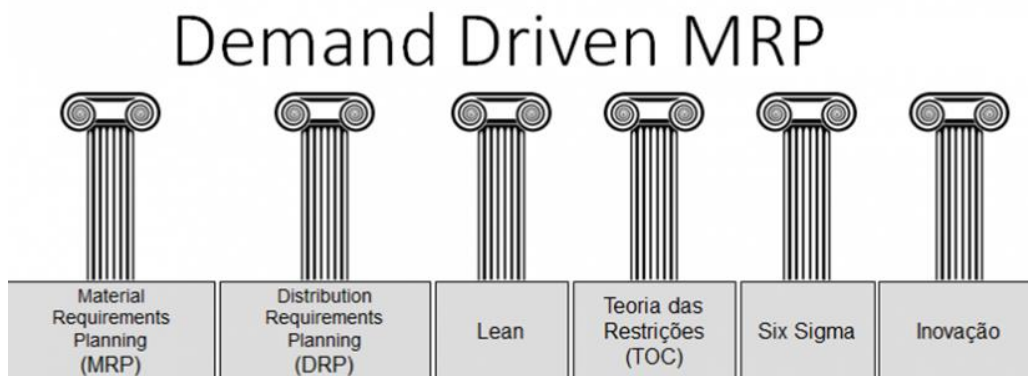 Demand Driven MRP
Material
Requirements
Planning
(MRP)
Distribution
Requirements
Planning
(DRP)
Lean
Teoria das
Restrições
(TOC)
Six Sigma
Inovação